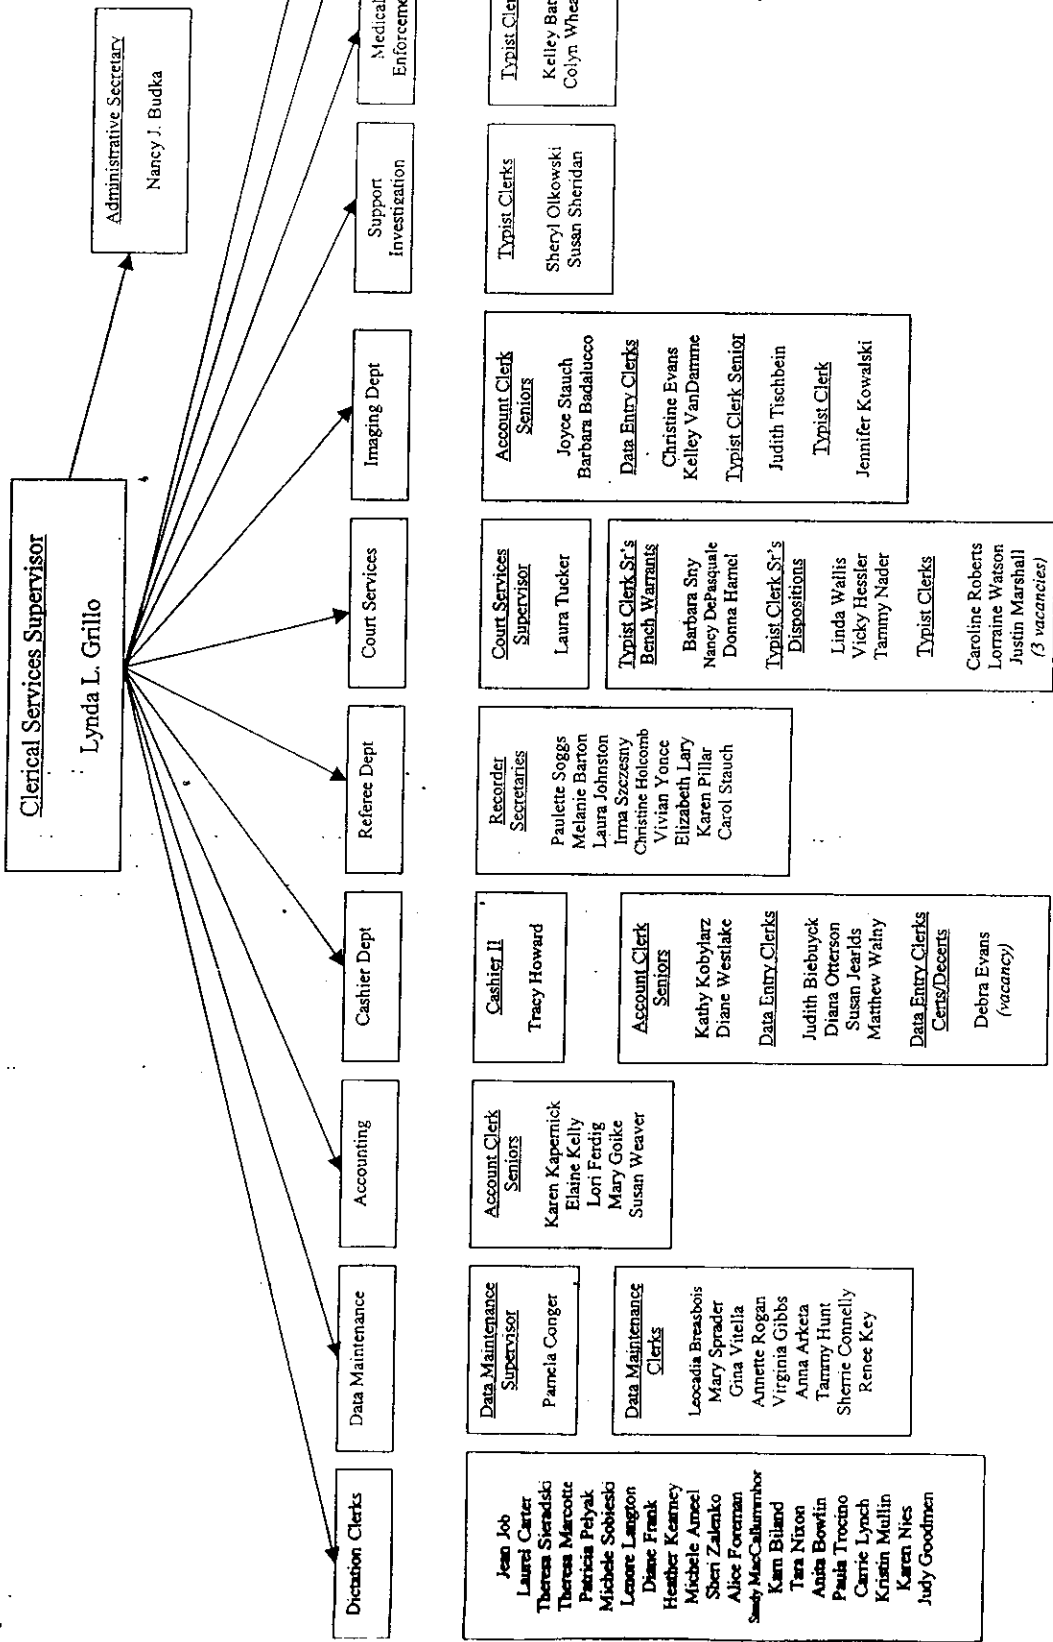 Clerical Services Supervisor
Lynda L. Grillo
Administrative Secretary
Nancy J. Budka
Dictation Clerks
Jean Job
Laurel Carter
Theresa Sieradski
Theresa Marcotte
Patricia Pelyak
Michele Sobieski
Lenore Langton
Diane Frank
Heather Kearney
Michele Ameel
Sheri Zalenko
Alice Foreman
Sandy MacCallummhor
Karn Biland
Tara Nixon
Anita Bowlin
Paula Trocino
Carrie Lynch
Kristin Mullin
Karen Nies
Judy Goodmen
Data Maintenance
Data Maintenance
Supervisor
Pamela Conger
Data Maintenance
Clerks
Leocadia Breasbois
Mary Sprader
Gina Vitella
Annette Rogan
Virginia Gibbs
Anna Arketa
Tammy Hunt
Sherrie Connelly
Renee Key
Accounting
Account Clerk
Seniors
Karen Kapernick
Elaine Kelly
Lori Ferdig
Mary Goike
Susan Weaver
Cashier Dept
Cashier II
Tracy Howard
Account Clerk
Seniors
Kathy Kobylarz
Diane Westlake
Data Entry Clerks
Judith Biebuyck
Diana Otterson
Susan Jearlds
Matthew Walny
Data Entry Clerks
Certs/Decerts
Debra Evans
(vacancy)
Referee Dept
Recorder
Secretaries
Paulette Soggs
Melanie Barton
Laura Johnston
Irma Szczesny
Christine Holcomb
Vivian Yonce
Elizabeth Lary
Karen Pillar
Carol Stauch
Court Services
Court Services
Supervisor
Laura Tucker
Typist Clerk Sr's
Bench Warrants
Barbara Sny
Nancy DePasquale
Donna Hamel
Typist Clerk Sr's
Dispositions
Linda Wallis
Vicky Hessler
Tammy Nader
Typist Clerks
Caroline Roberts
Lorraine Watson
Justin Marshall
(3 vacancies)
Imaging Dept
Account Clerk
Seniors
Joyce Stauch
Barbara Badalucco
Data Entry Clerks
Christine Evans
Kelley VanDamme
Typist Clerk Senior
Judith Tischbein
Typist Clerk
Jennifer Kowalski
Support
Investigation
Typist Clerks
Sheryl Olkowski
Susan Sheridan
Medical
Enforceme
Typist Cler
Kelley Bar
Colyn Whea